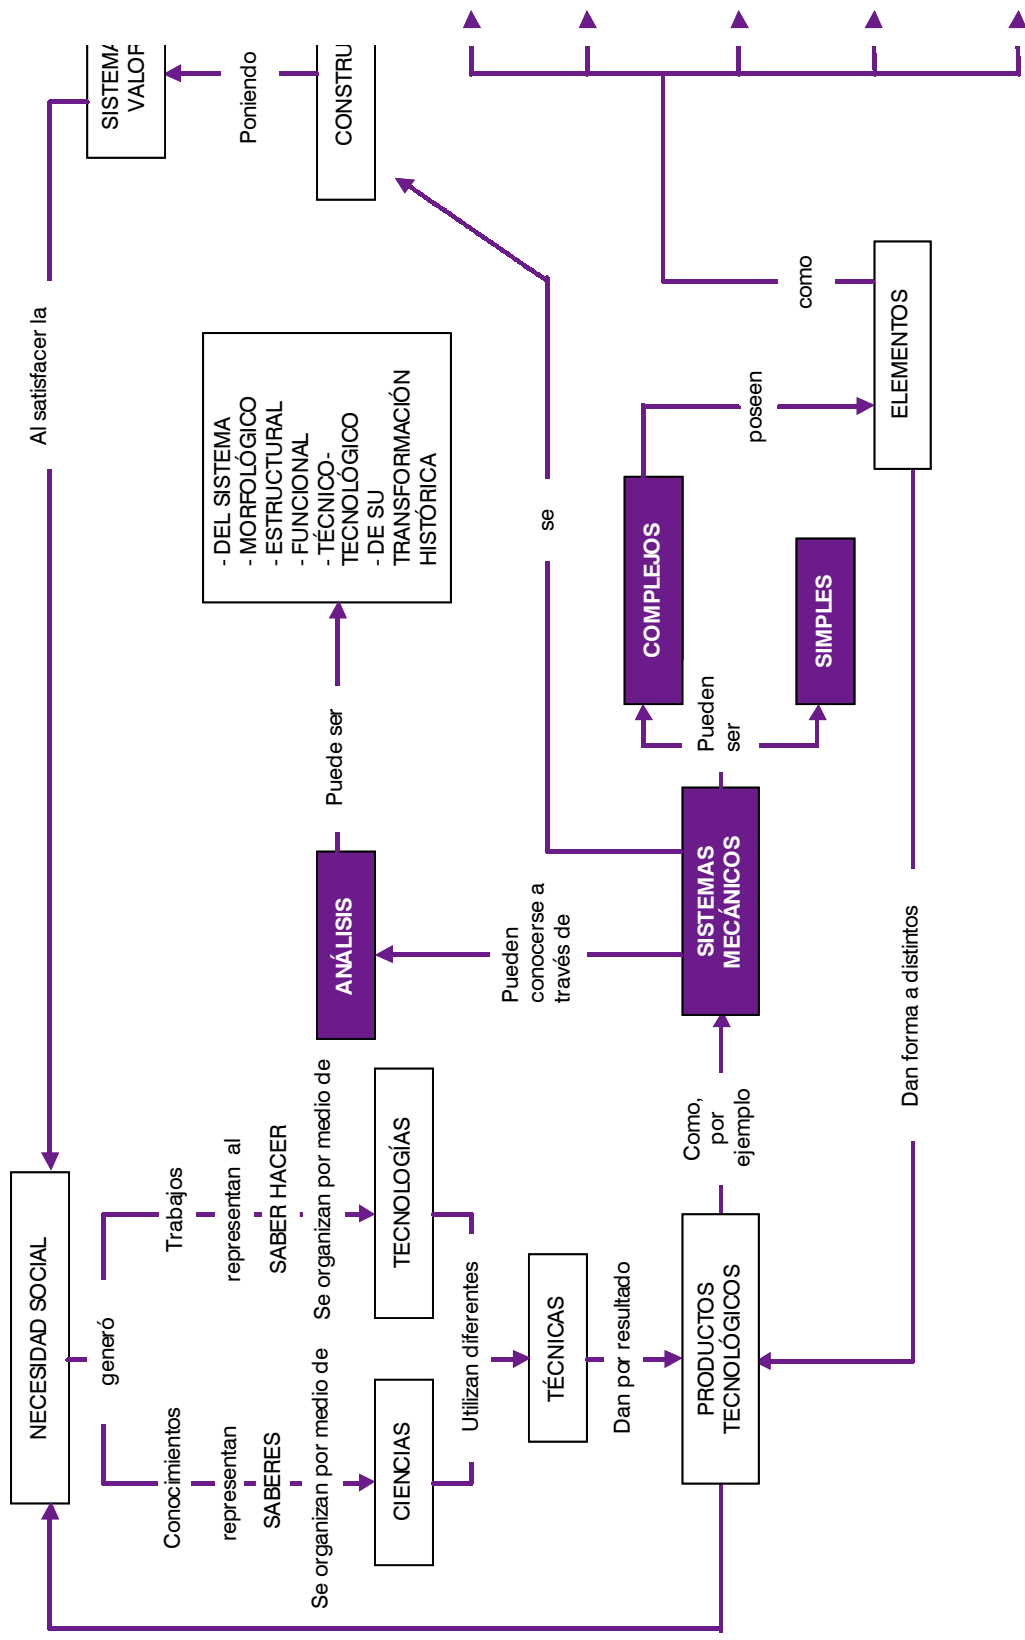 NECESIDAD SOCIAL
generó
Conocimientos
representan
SABERES
Se organizan por medio de
CIENCIAS
Trabajos
representan al
SABER HACER
Se organizan por medio de
TECNOLOGÍAS
Utilizan diferentes
TÉCNICAS
Dan por resultado
PRODUCTOS
TECNOLÓGICOS
Como,
por
ejemplo
SISTEMAS
MECÁNICOS
Pueden
conocerse a
través de
ANÁLISIS
Puede ser
- DEL SISTEMA
- MORFOLÓGICO
- ESTRUCTURAL
- FUNCIONAL
- TÉCNICO-
TECNOLÓGICO
- DE SU
TRANSFORMACIÓN
HISTÓRICA
se
CONSTRU
Poniendo
SISTEMA
VALOR
Al satisfacer la
Pueden
ser
COMPLEJOS
SIMPLES
poseen
ELEMENTOS
como
Dan forma a distintos